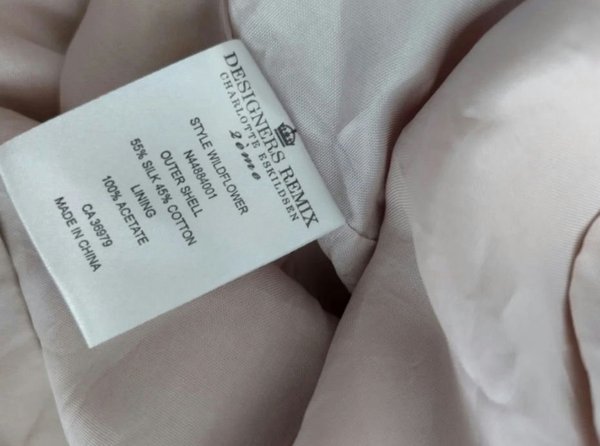 DESIGNERS REMIX
CHARLOTTE ESKILDSEN
STYLE WILDFLOWER
N44884001
OUTER SHELL
55% SILK 45% COTTON
LINING
100% ACETATE
CA 36979
MADE IN CHINA